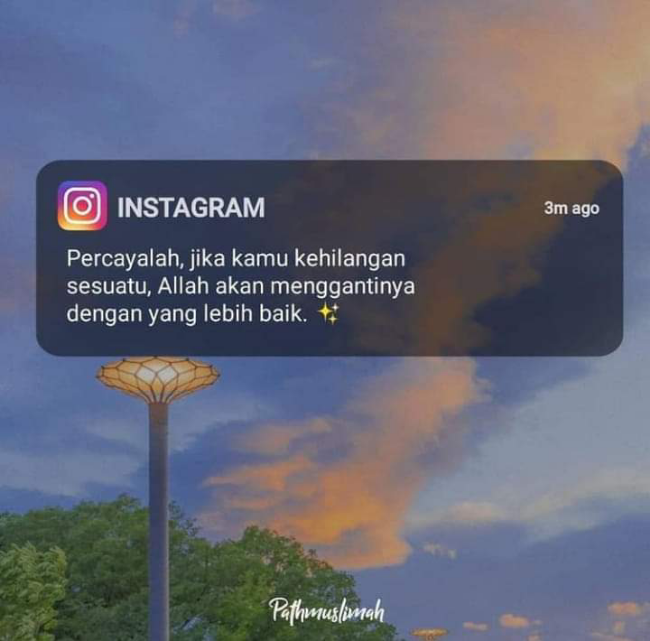 INSTAGRAM
3m ago
Percayalah, jika kamu kehilangan
sesuatu, Allah akan menggantinya
dengan yang lebih baik. ✨
Pathmuslimah